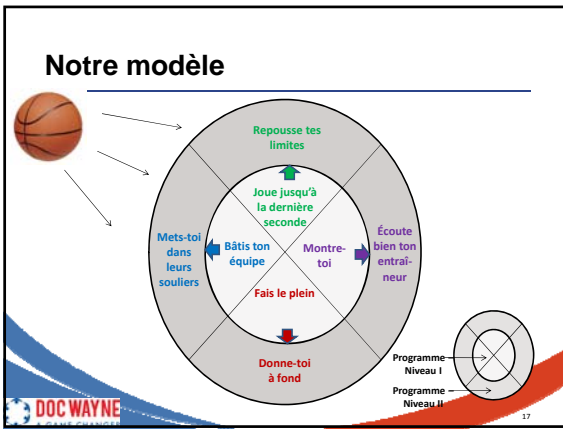 Notre modèle
Repousse tes
limites
Joue jusqu'à
la dernière
seconde
Mets-toi
dans
leurs
souliers
Bâtis ton
équipe
Montre-
toi
Écoute
bien ton
entraî-
neur
Fais le plein
Donne-toi
à fond
Programme
Niveau I
Programme
Niveau II
DOC WAYNE
A GAME CHANGER
17